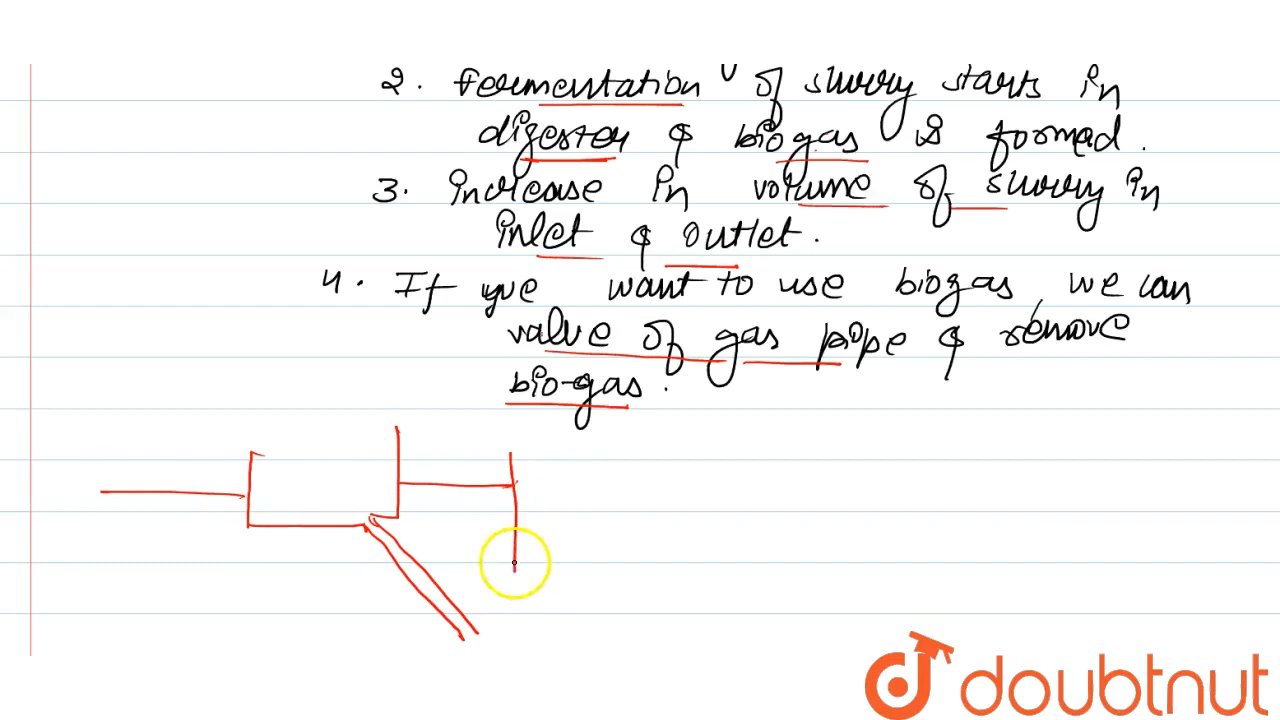 2. fermentation of slurry starts in
digester & biogas is formed.
3. increase in volume of slurry in
inlet & outlet.
4. If we want to use biogas, we can
valve of gas pipe & remove
bio-gas.
doubtnut